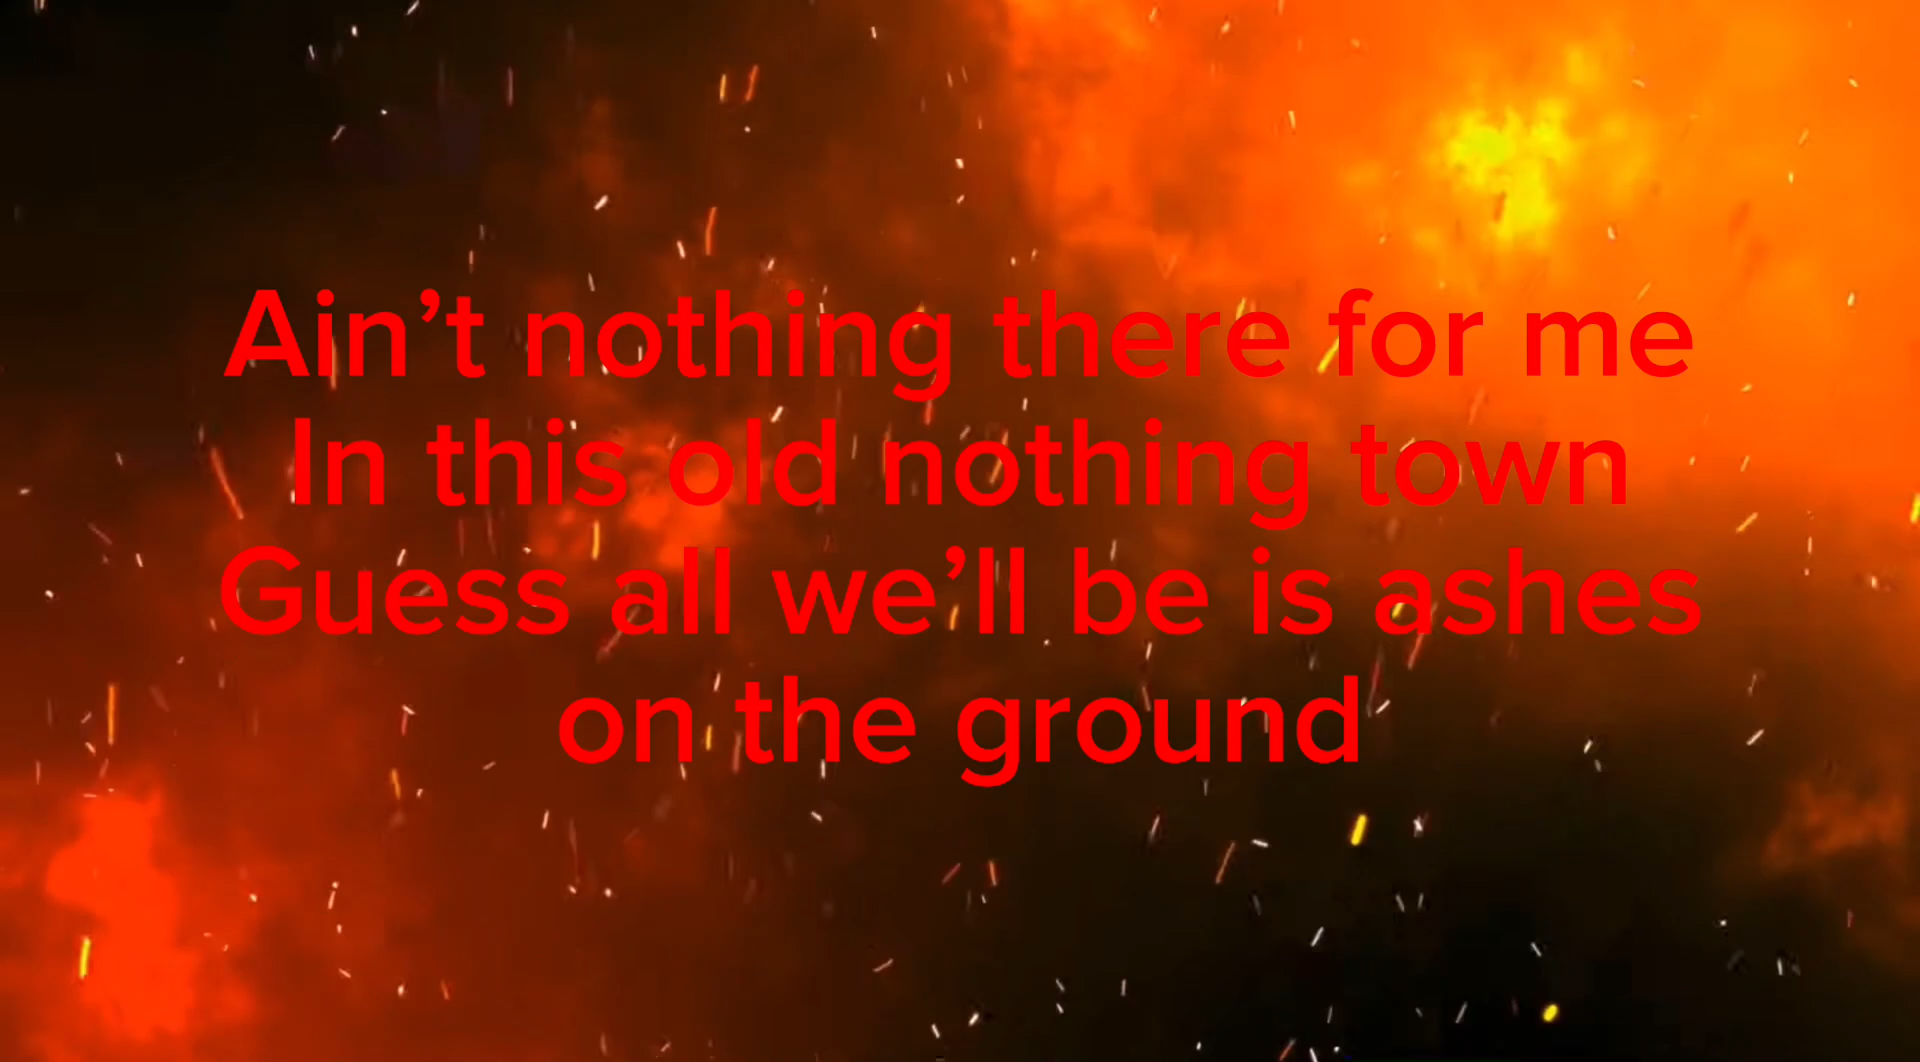 Ain’t nothing there for me
In this old nothing town
Guess all we’ll be is ashes
on the ground